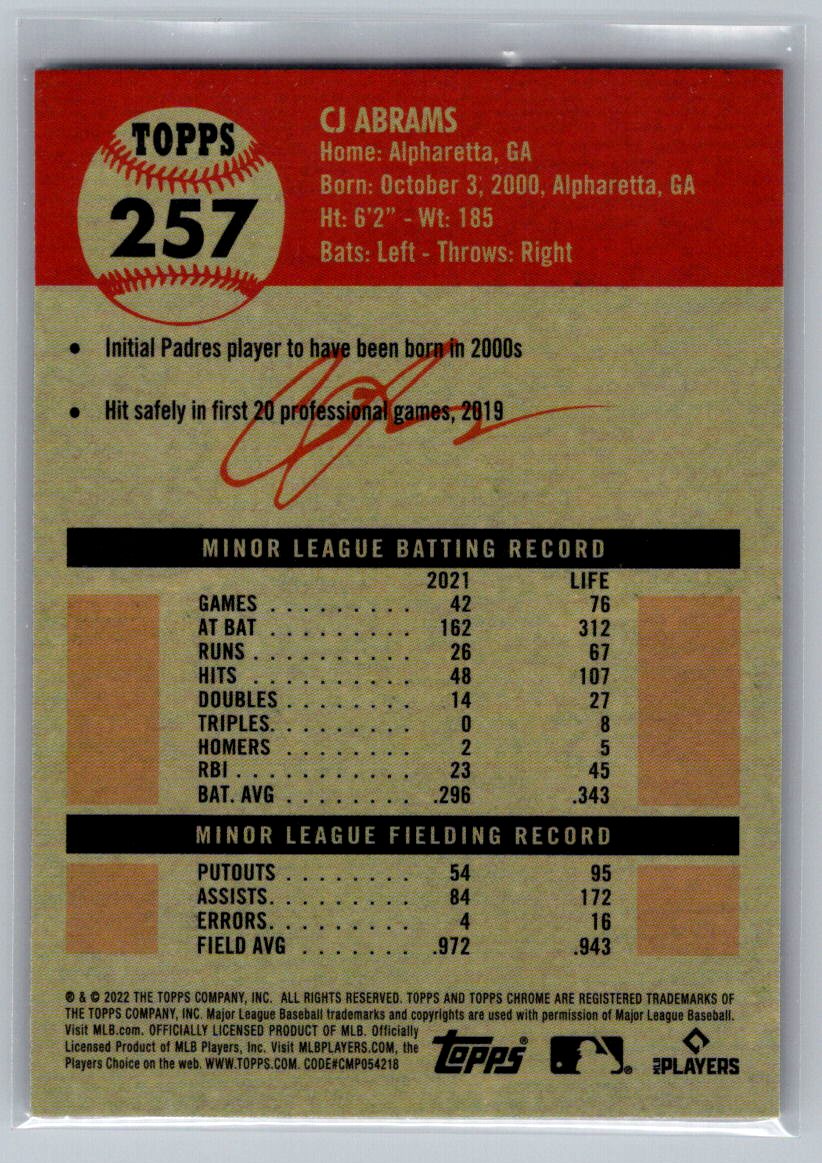 TOPPS
257
CJ ABRAMS
Home: Alpharetta, GA
Born: October 3, 2000, Alpharetta, GA
Ht: 6'2" - Wt: 185
Bats: Left - Throws: Right
• Initial Padres player to have been born in 2000s
• Hit safely in first 20 professional games, 2019
MINOR LEAGUE BATTING RECORD
2021 LIFE
GAMES . . . . . . . . . 42 76
AT BAT . . . . . . . . . 162 312
RUNS . . . . . . . . . . 26 67
HITS . . . . . . . . . . 48 107
DOUBLES . . . . . . . . 14 27
TRIPLES. . . . . . . . . 0 8
HOMERS . . . . . . . . 2 5
RBI . . . . . . . . . . . 23 45
BAT. AVG . . . . . . . . .296 .343
MINOR LEAGUE FIELDING RECORD
PUTOUTS . . . . . . . . 54 95
ASSISTS. . . . . . . . . 84 172
ERRORS. . . . . . . . . 4 16
FIELD AVG . . . . . . . .972 .943
® & © 2022 THE TOPPS COMPANY, INC. ALL RIGHTS RESERVED. TOPPS AND TOPPS CHROME ARE REGISTERED TRADEMARKS OF
THE TOPPS COMPANY, INC. Major League Baseball trademarks and copyrights are used with permission of Major League Baseball.
Visit MLB.com. OFFICIALLY LICENSED PRODUCT OF MLB. Officially
Licensed Product of MLB Players, Inc. Visit MLBPLAYERS.COM, the
Players Choice on the web. WWW.TOPPS.COM. CODE#CMP054218
topps®
MLB PLAYERS